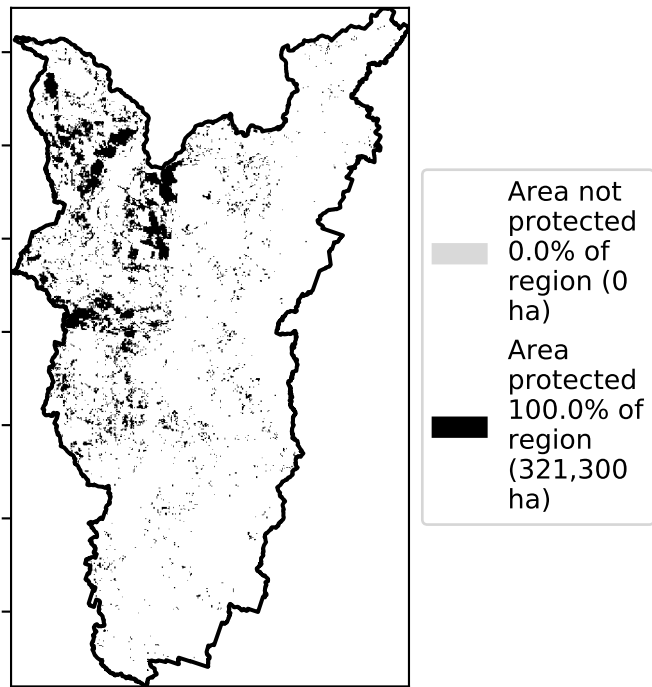 Area not
protected
0.0% of
region (0
ha)
Area
protected
100.0% of
region
(321,300
ha)